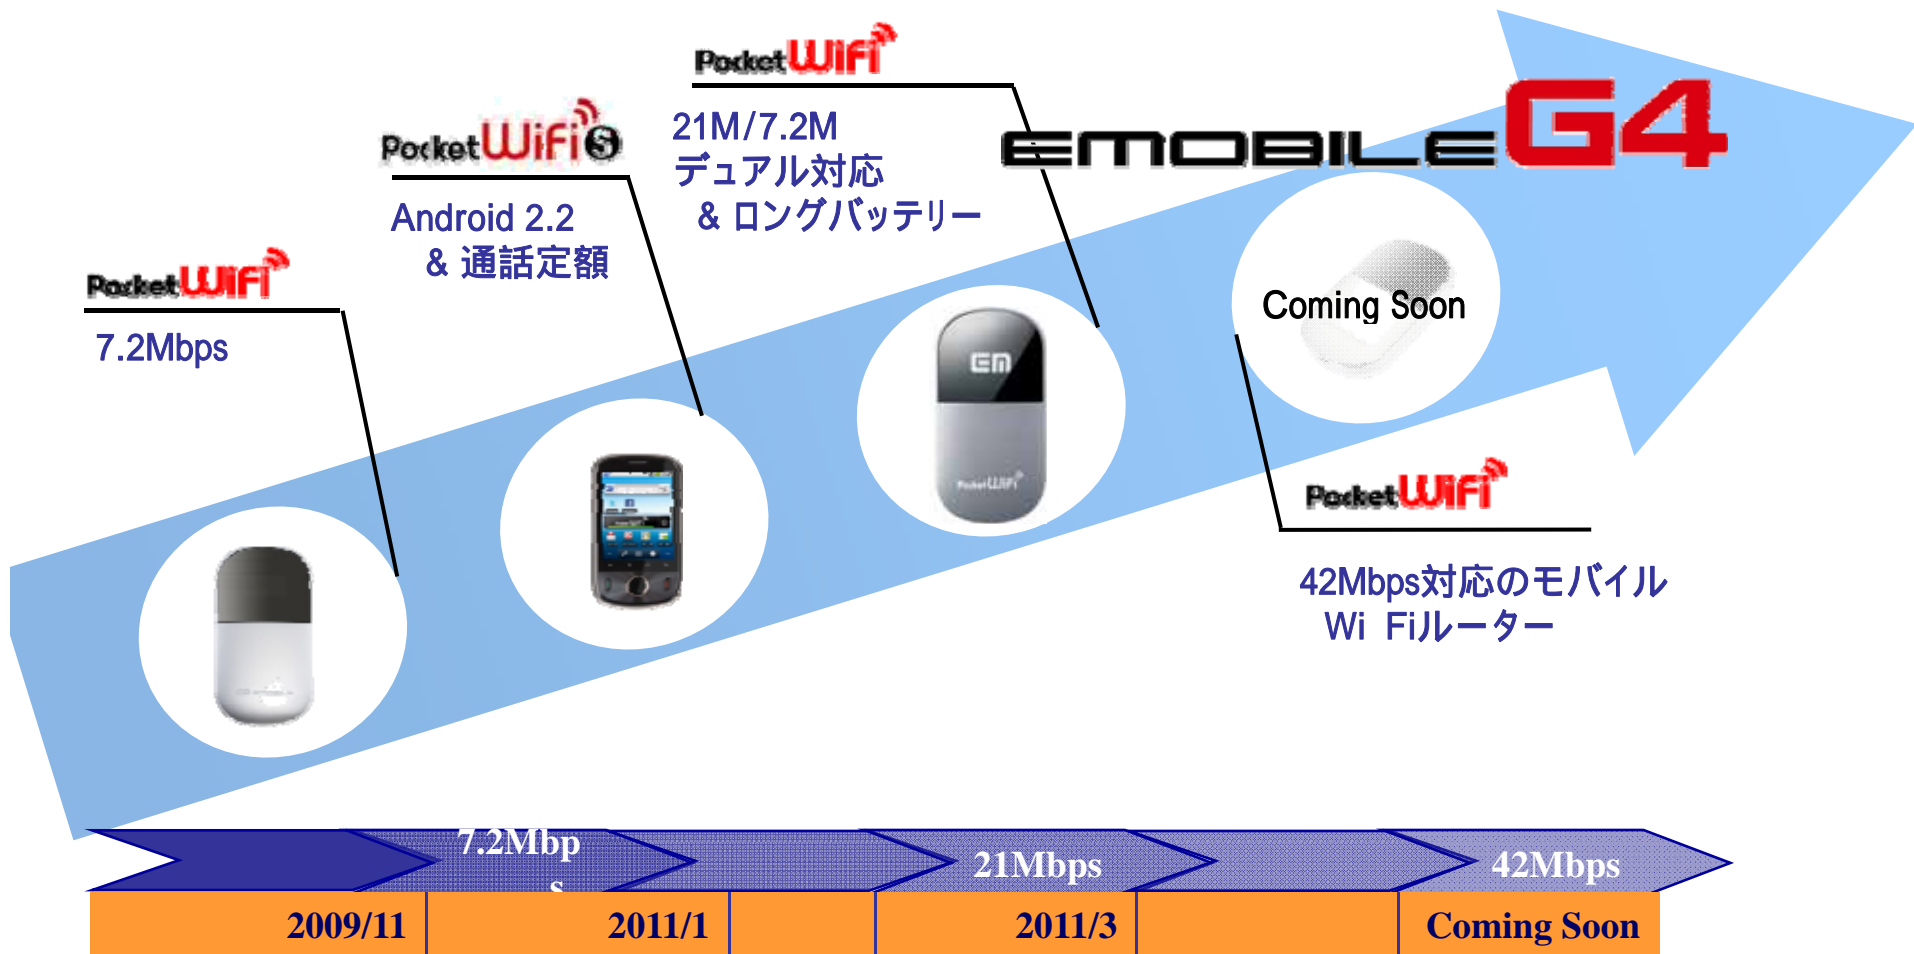 Pocket WiFi
21M/7.2M
デュアル対応
& ロングバッテリー
EMOBILE G4
Pocket WiFi S
Android 2.2
& 通話定額
Pocket WiFi
7.2Mbps
Coming Soon
EM
Pocket WiFi
Pocket WiFi
42Mbps対応のモバイル
Wi Fiルーター
7.2Mbp
s
21Mbps
42Mbps
2009/11
2011/1
2011/3
Coming Soon